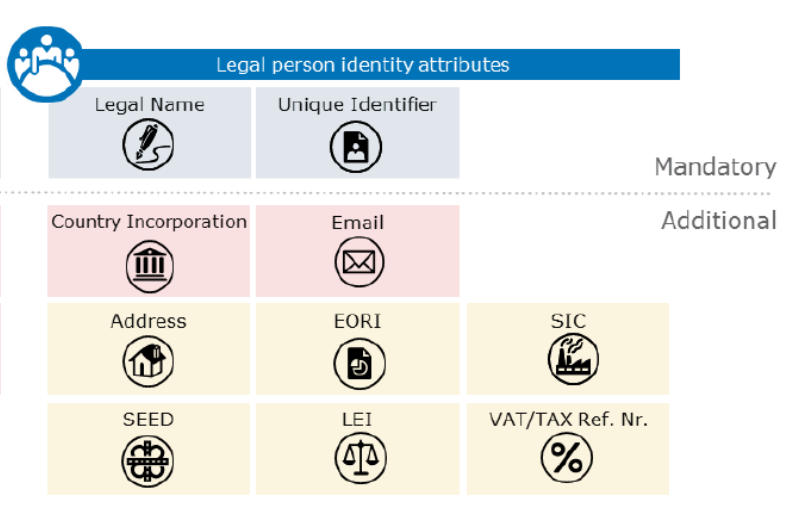 Legal person identity attributes
Legal Name
Unique Identifier
Mandatory
Additional
Country Incorporation
Email
Address
EORI
SIC
SEED
LEI
VAT/TAX Ref. Nr.